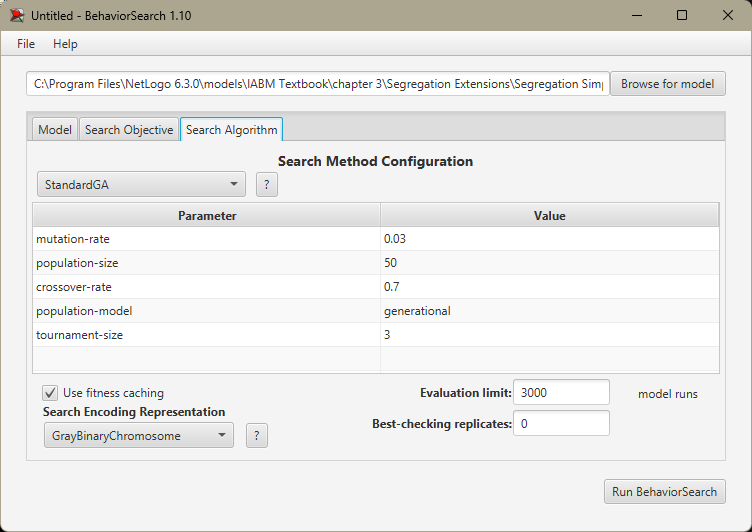 Untitled - BehaviorSearch 1.10
File Help
C:\Program Files\NetLogo 6.3.0\models\IABM Textbook\chapter 3\Segregation Extensions\Segregation Simp
Browse for model
Model Search Objective Search Algorithm
Search Method Configuration
StandardGA ?
Parameter Value
mutation-rate 0.03
population-size 50
crossover-rate 0.7
population-model generational
tournament-size 3
Use fitness caching
Evaluation limit: 3000 model runs
Search Encoding Representation
Best-checking replicates: 0
GrayBinaryChromosome ?
Run BehaviorSearch